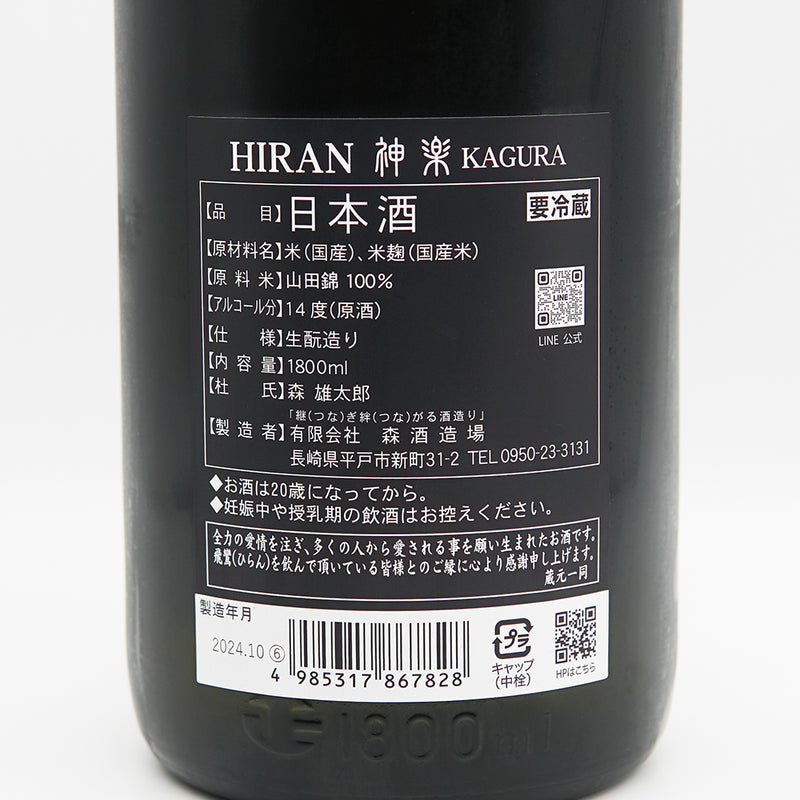 HIRAN 神楽 KAGURA
【品 目】日本酒
要冷蔵
【原材料名】米(国産)、米麹(国産米)
【原料米】山田錦 100%
【アルコール分】14度(原酒)
LINE
LINE 公式
【仕 様】生酛造り
【内容量】1800ml
【杜 氏】森 雄太郎
「継(つな)ぎ絆(つな)がる酒造り」
【製造者】有限会社 森酒造場
長崎県平戸市新町31-2 TEL 0950-23-3131
◆お酒は20歳になってから。
◆妊娠中や授乳期の飲酒はお控えください。
全力の愛情を注ぎ、多くの人から愛される事を願い生まれたお酒です。
飛鸞(ひらん)を飲んで頂いている皆様とのご縁に心より感謝申し上げます。
蔵元一同
製造年月
2024.10 ⑥
4 985317 867828
プラ
キャップ
(中栓)
HPはこちら
1800ml